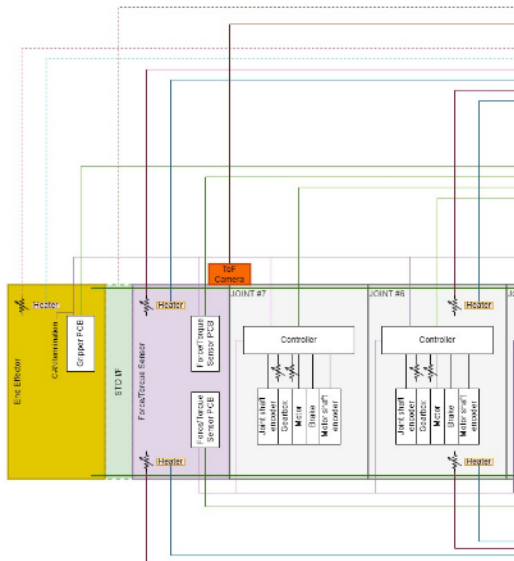 ToF
Camera
JOINT #7
JOINT #6
Heater
Heater
Heater
End Effector
CAN termination
Gripper PCB
STD I/F
Force/Torque Sensor
Force/Torque
Sensor PCB
Controller
Controller
Force/Torque
Sensor PCB
Joint shaft
encoder
Gearbox
Motor
Brake
Motor shaft
encoder
Joint shaft
encoder
Gearbox
Motor
Brake
Motor shaft
encoder
Heater
Heater